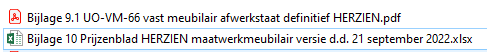 Bijlage 9.1 UO-VM-66 vast meubilair afwerkstaat definitief HERZIEN.pdf
Bijlage 10 Prijzenblad HERZIEN maatwerkmeubilair versie d.d. 21 september 2022.xlsx